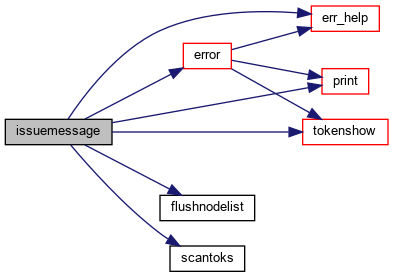 err_help
error
print
issuemessage
tokenshow
flushnodelist
scantoks